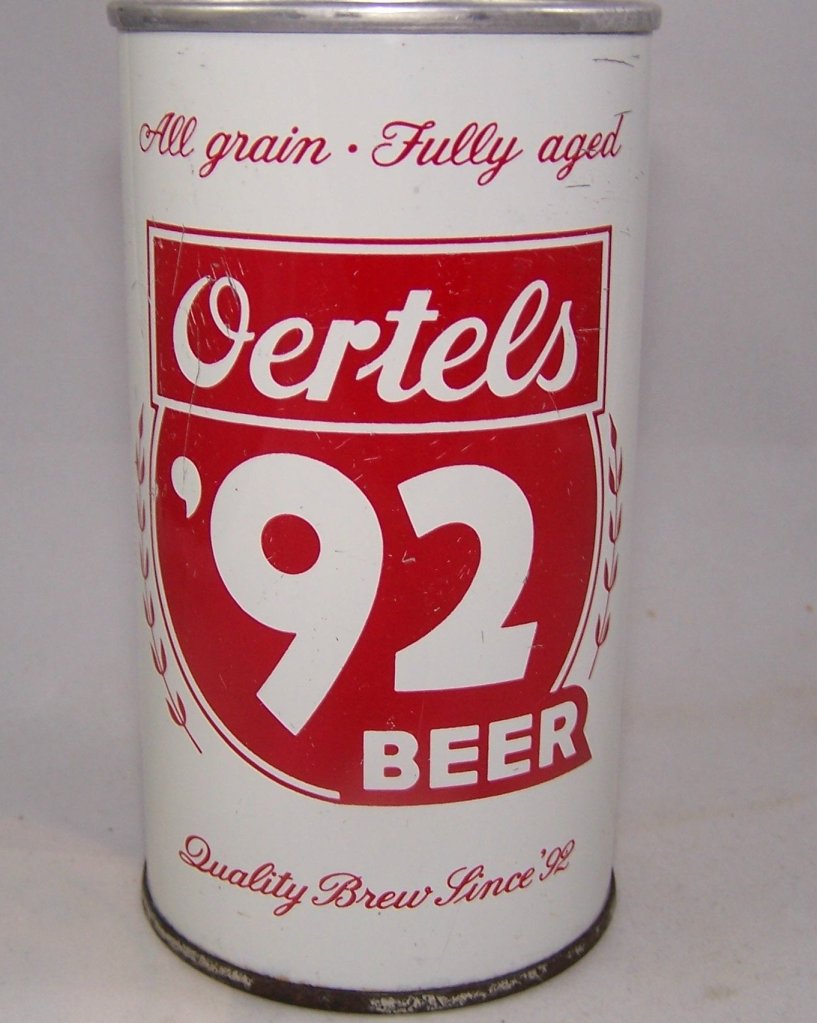 All grain · Fully aged
Oertels
'92
BEER
Quality Brew Since '92